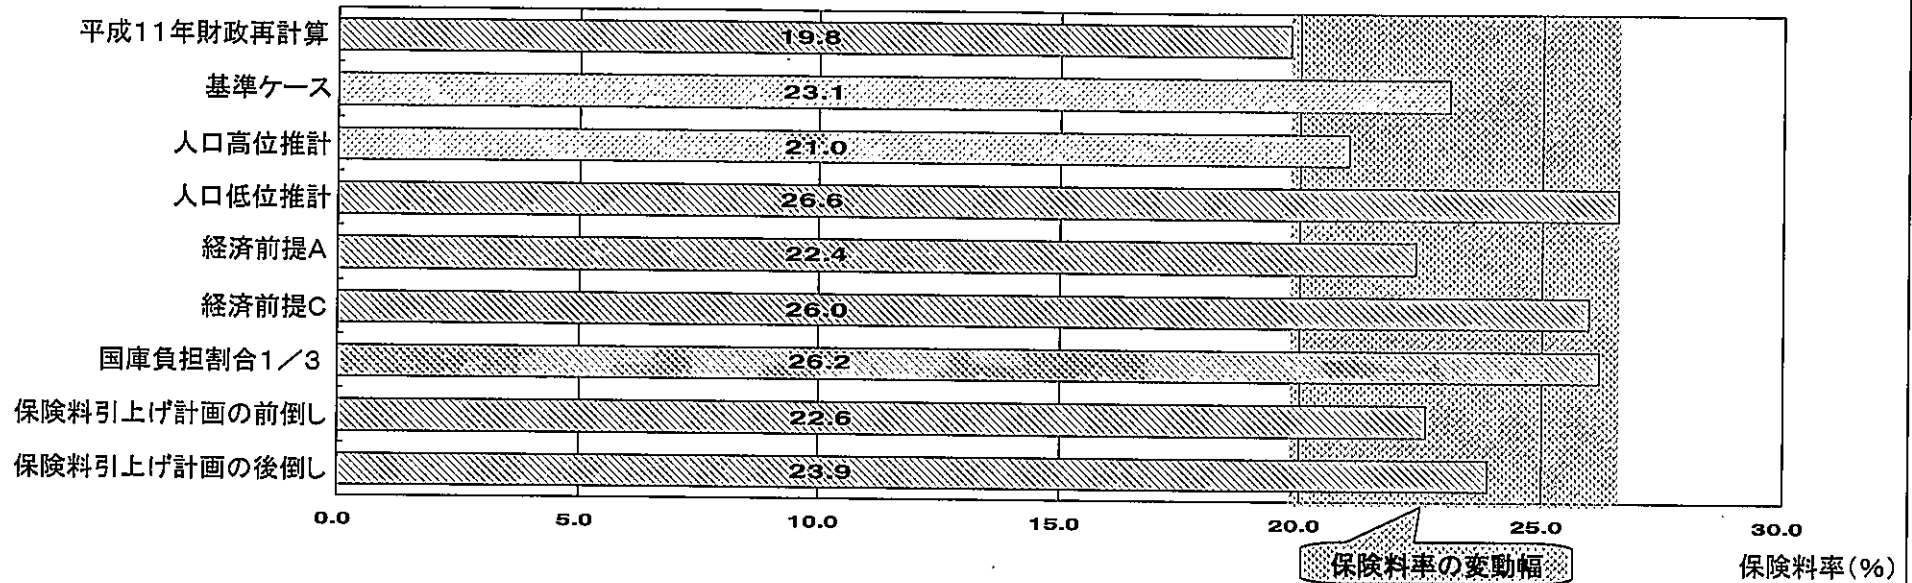 平成11年財政再計算 19.8
基準ケース 23.1
人口高位推計 21.0
人口低位推計 26.6
経済前提A 22.4
経済前提C 26.0
国庫負担割合1/3 26.2
保険料引上げ計画の前倒し 22.6
保険料引上げ計画の後倒し 23.9
0.0 5.0 10.0 15.0 20.0 25.0 30.0
保険料率の変動幅
保険料率(%)